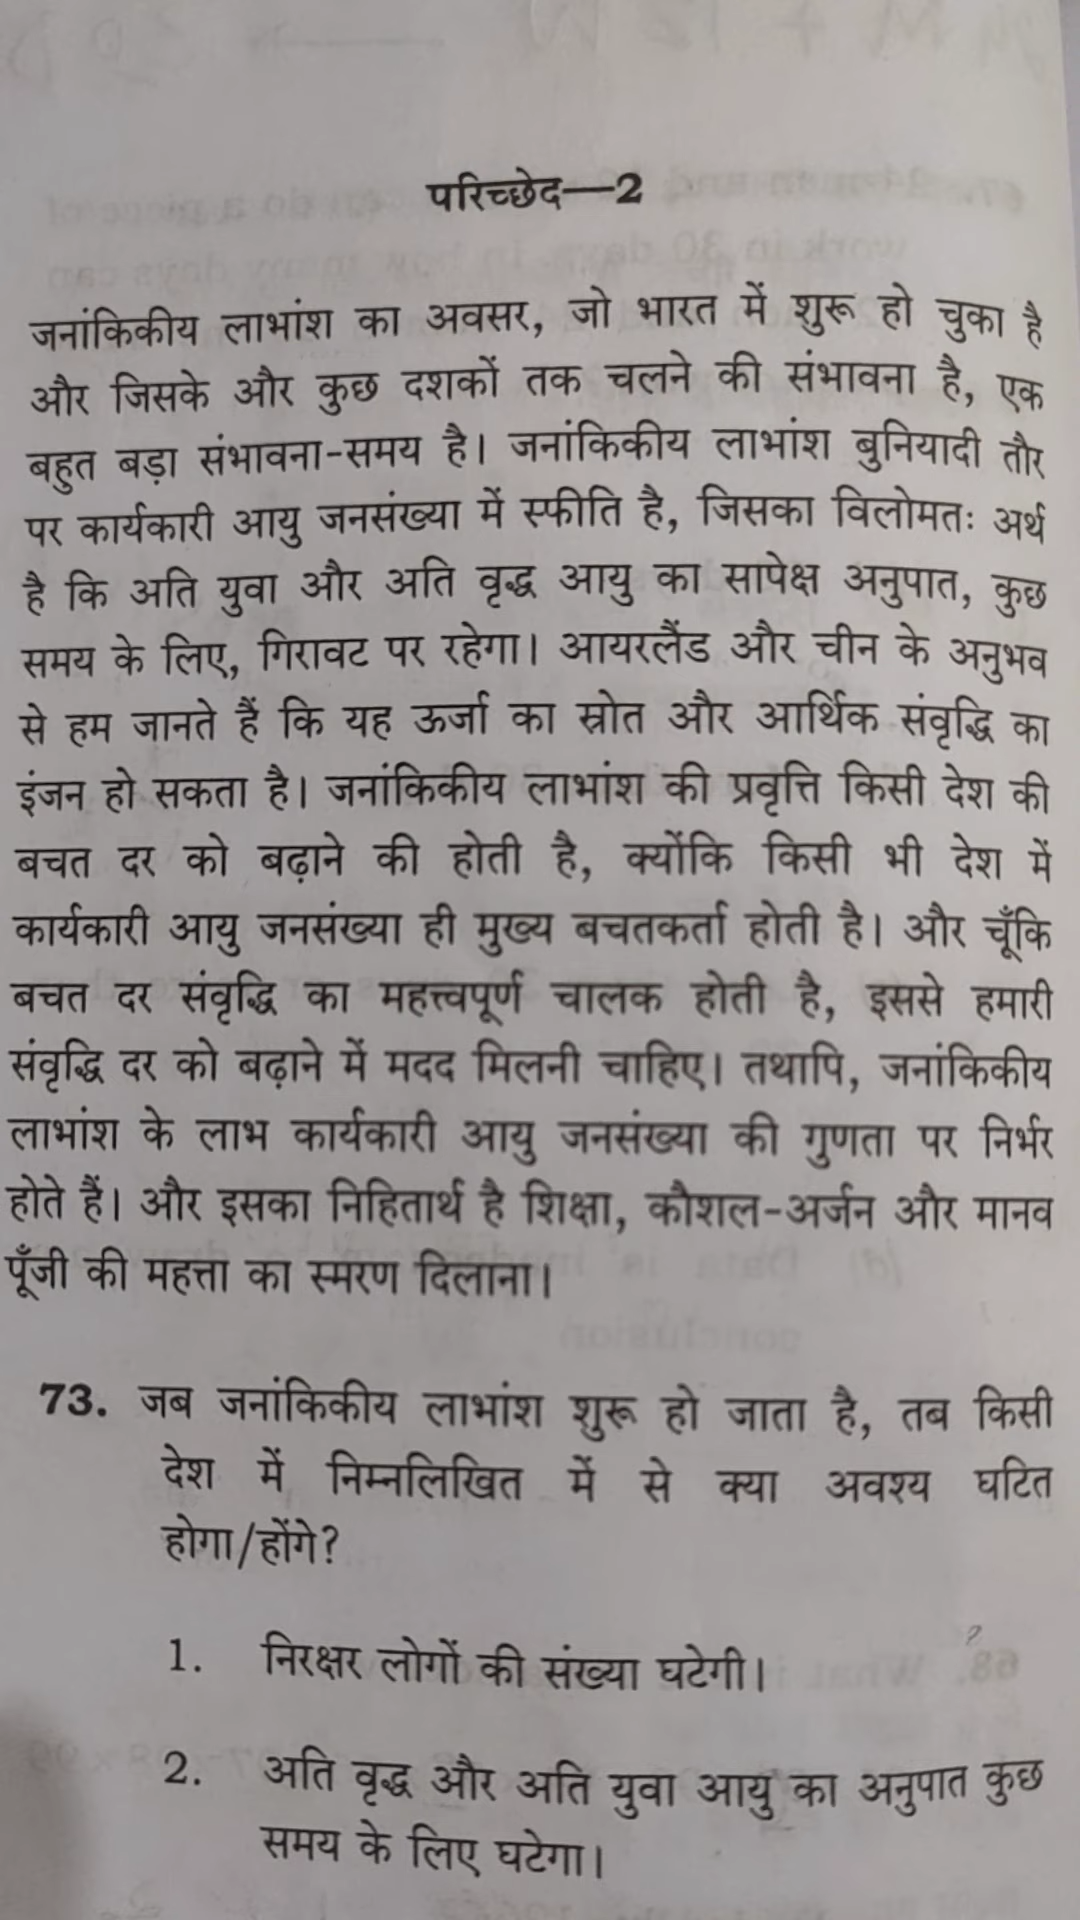 परिच्छेद—2
जनांकिकीय लाभांश का अवसर, जो भारत में शुरू हो चुका है
और जिसके और कुछ दशकों तक चलने की संभावना है, एक
बहुत बड़ा संभावना-समय है। जनांकिकीय लाभांश बुनियादी तौर
पर कार्यकारी आयु जनसंख्या में स्फीति है, जिसका विलोमतः अर्थ
है कि अति युवा और अति वृद्ध आयु का सापेक्ष अनुपात, कुछ
समय के लिए, गिरावट पर रहेगा। आयरलैंड और चीन के अनुभव
से हम जानते हैं कि यह ऊर्जा का स्रोत और आर्थिक संवृद्धि का
इंजन हो सकता है। जनांकिकीय लाभांश की प्रवृत्ति किसी देश की
बचत दर को बढ़ाने की होती है, क्योंकि किसी भी देश में
कार्यकारी आयु जनसंख्या ही मुख्य बचतकर्ता होती है। और चूँकि
बचत दर संवृद्धि का महत्त्वपूर्ण चालक होती है, इससे हमारी
संवृद्धि दर को बढ़ाने में मदद मिलनी चाहिए। तथापि, जनांकिकीय
लाभांश के लाभ कार्यकारी आयु जनसंख्या की गुणता पर निर्भर
होते हैं। और इसका निहितार्थ है शिक्षा, कौशल-अर्जन और मानव
पूँजी की महत्ता का स्मरण दिलाना।
73. जब जनांकिकीय लाभांश शुरू हो जाता है, तब किसी
देश में निम्नलिखित में से क्या अवश्य घटित
होगा/होंगे?
1. निरक्षर लोगों की संख्या घटेगी।
2. अति वृद्ध और अति युवा आयु का अनुपात कुछ
समय के लिए घटेगा।